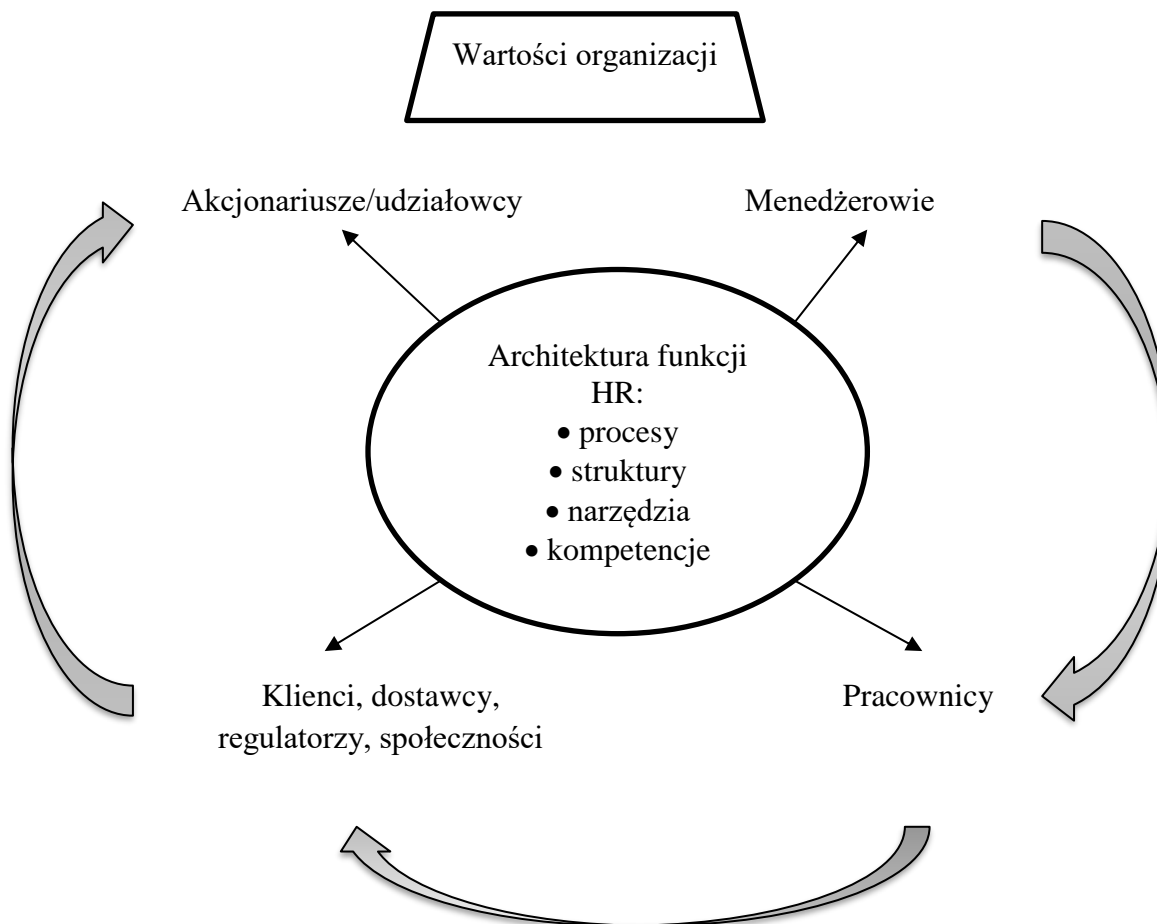 Wartości organizacji
Akcjonariusze/udziałowcy
Menedżerowie
Architektura funkcji
HR:
• procesy
• struktury
• narzędzia
• kompetencje
Klienci, dostawcy,
regulatorzy, społeczności
Pracownicy